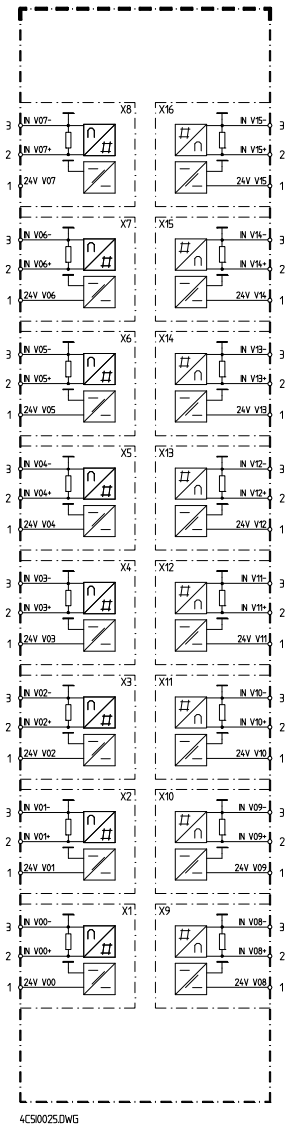 X8 X16
3 IN V07- IN V15- 3
2 IN V07+ IN V15+ 2
1 24V V07 24V V15 1
X7 X15
3 IN V06- IN V14- 3
2 IN V06+ IN V14+ 2
1 24V V06 24V V14 1
X6 X14
3 IN V05- IN V13- 3
2 IN V05+ IN V13+ 2
1 24V V05 24V V13 1
X5 X13
3 IN V04- IN V12- 3
2 IN V04+ IN V12+ 2
1 24V V04 24V V12 1
X4 X12
3 IN V03- IN V11- 3
2 IN V03+ IN V11+ 2
1 24V V03 24V V11 1
X3 X11
3 IN V02- IN V10- 3
2 IN V02+ IN V10+ 2
1 24V V02 24V V10 1
X2 X10
3 IN V01- IN V09- 3
2 IN V01+ IN V09+ 2
1 24V V01 24V V09 1
X1 X9
3 IN V00- IN V08- 3
2 IN V00+ IN V08+ 2
1 24V V00 24V V08 1
4C5I002S.DWG